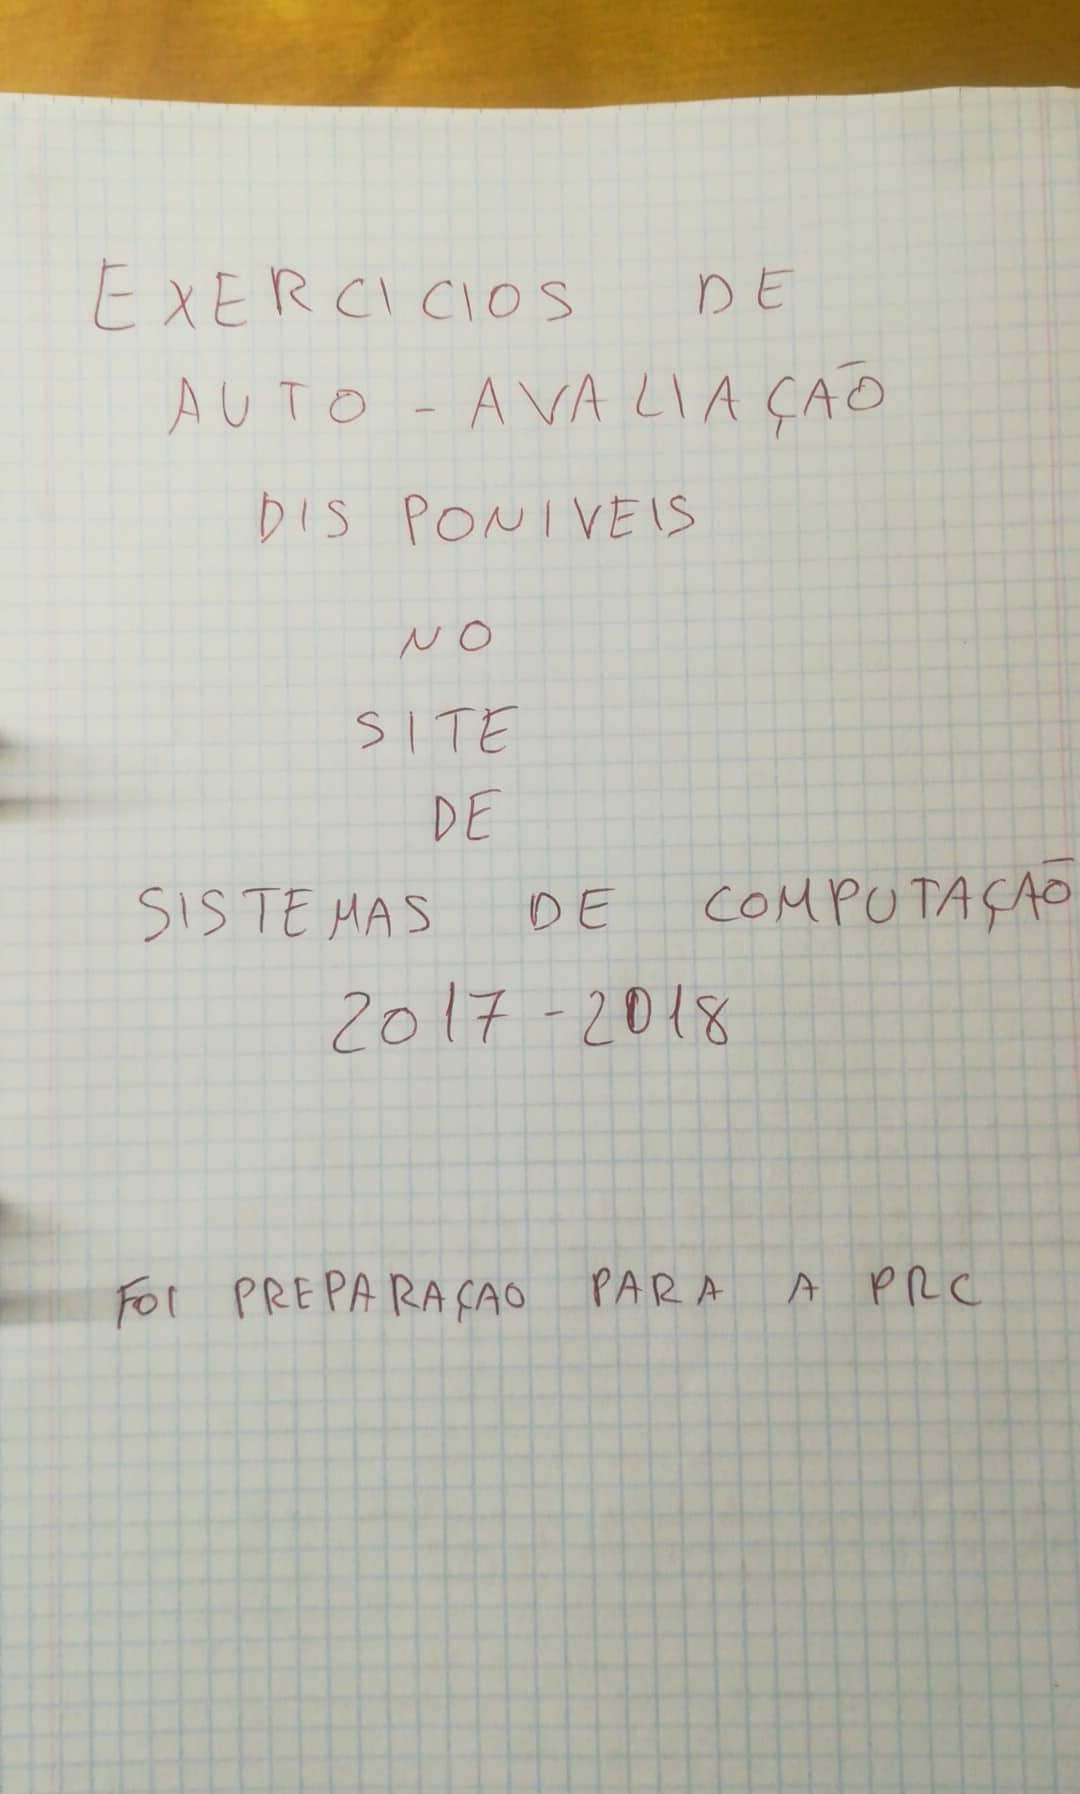 EXERCICIOS DE
AUTO-AVALIAÇÃO
DISPONIVEIS
NO
SITE
DE
SISTEMAS DE COMPUTAÇÃO
2017-2018
FOI PREPARAÇAO PARA A PRC